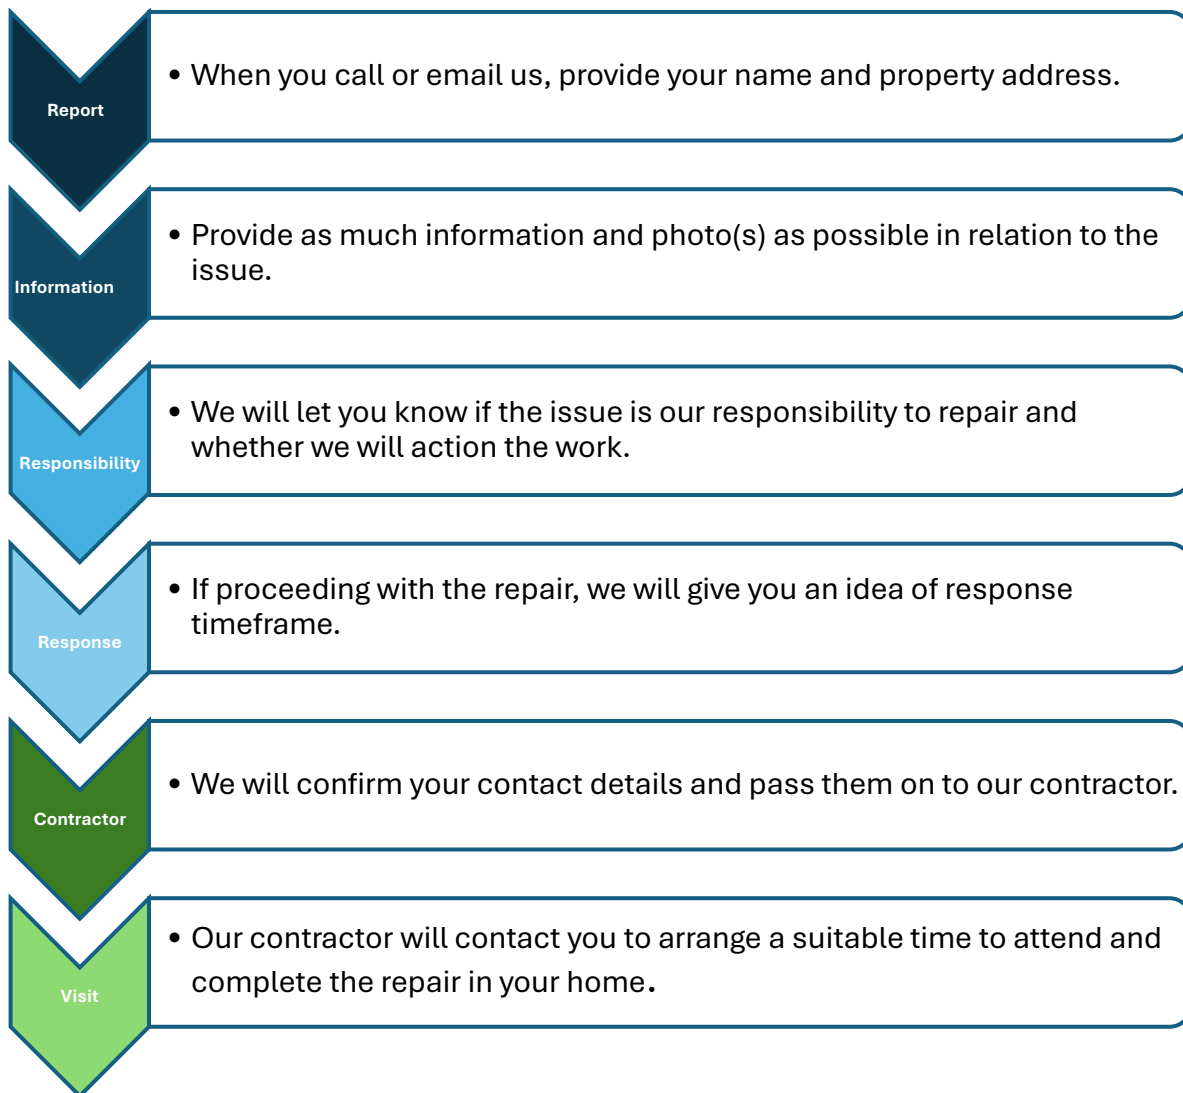 Report
• When you call or email us, provide your name and property address.
Information
• Provide as much information and photo(s) as possible in relation to the
issue.
Responsibility
• We will let you know if the issue is our responsibility to repair and
whether we will action the work.
Response
• If proceeding with the repair, we will give you an idea of response
timeframe.
Contractor
• We will confirm your contact details and pass them on to our contractor.
Visit
• Our contractor will contact you to arrange a suitable time to attend and
complete the repair in your home.